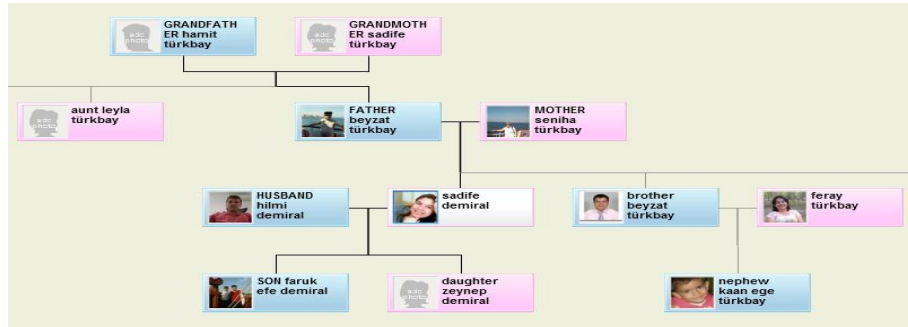 GRANDFATH
ER hamit
türkbay
GRANDMOTH
ER sadife
türkbay
aunt leyla
türkbay
FATHER
beyzat
türkbay
MOTHER
seniha
türkbay
HUSBAND
hilmi
demiral
sadife
demiral
brother
beyzat
türkbay
feray
türkbay
SON faruk
efe demiral
daughter
zeynep
demiral
nephew
kaan ege
türkbay